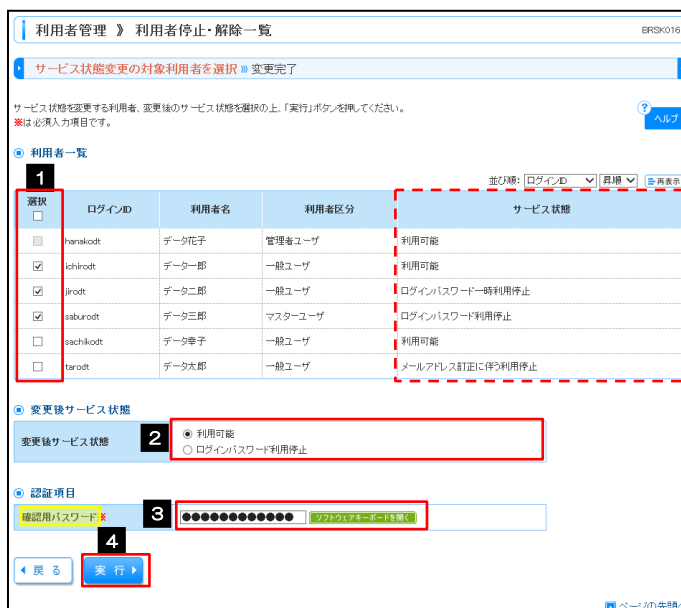 利用者管理 》 利用者停止・解除一覧
BRSK016
サービス状態変更の対象利用者を選択 》 変更完了
サービス状態を変更する利用者、変更後のサービス状態を選択の上、「実行」ボタンを押してください。
※は必須入力項目です。
? ヘルプ
利用者一覧
1
並び順: ログインID 昇順 再表示
選択 ログインID 利用者名 利用者区分 サービス状態
hanakodt データ花子 管理者ユーザ 利用可能
ichirodt データ一郎 一般ユーザ 利用可能
jirodt データ二郎 一般ユーザ ログインパスワード一時利用停止
saburodt データ三郎 マスターユーザ ログインパスワード利用停止
sachikodt データ幸子 一般ユーザ 利用可能
tarodt データ太郎 一般ユーザ メールアドレス訂正に伴う利用停止
変更後サービス状態
変更後サービス状態 2 利用可能
ログインパスワード利用停止
認証項目
確認用パスワード※ 3 ●●●●●●●●●●●● ソフトウェアキーボードを開く
4
戻る 実行
ページの先頭へ